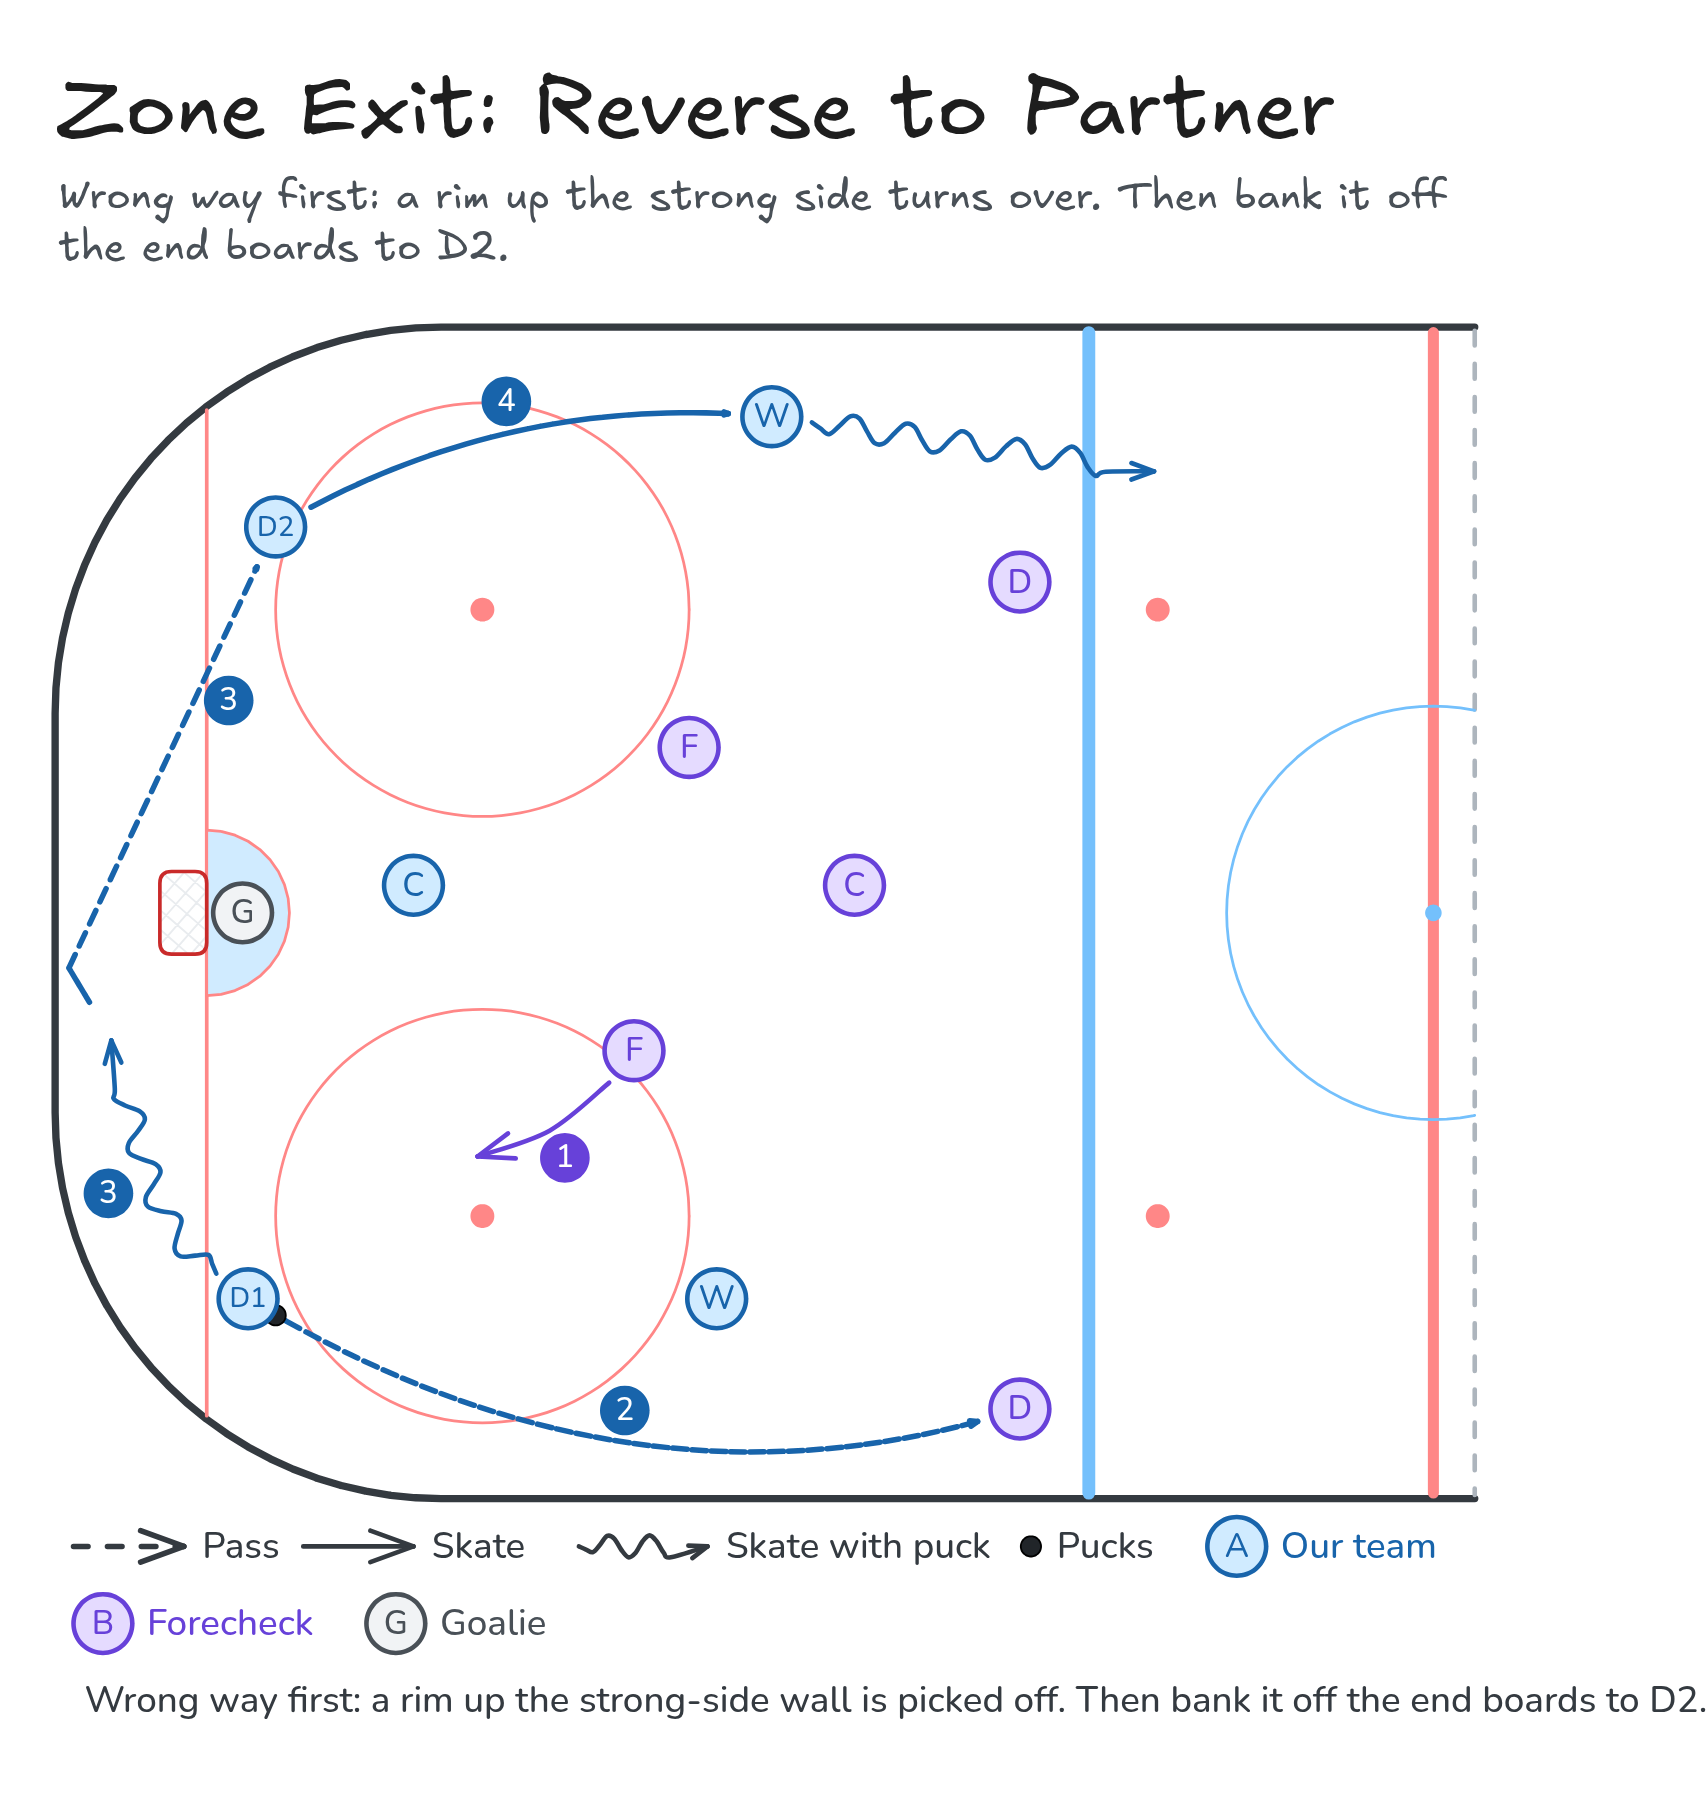 Zone Exit: Reverse to Partner
Wrong way first: a rim up the strong side turns over. Then bank it off
the end boards to D2.
4
W
D2
D
3
F
C
C
G
F
1
3
D1
W
2
D
Pass
Skate
Skate with puck
Pucks
A
Our team
B
Forecheck
G
Goalie
Wrong way first: a rim up the strong-side wall is picked off. Then bank it off the end boards to D2.